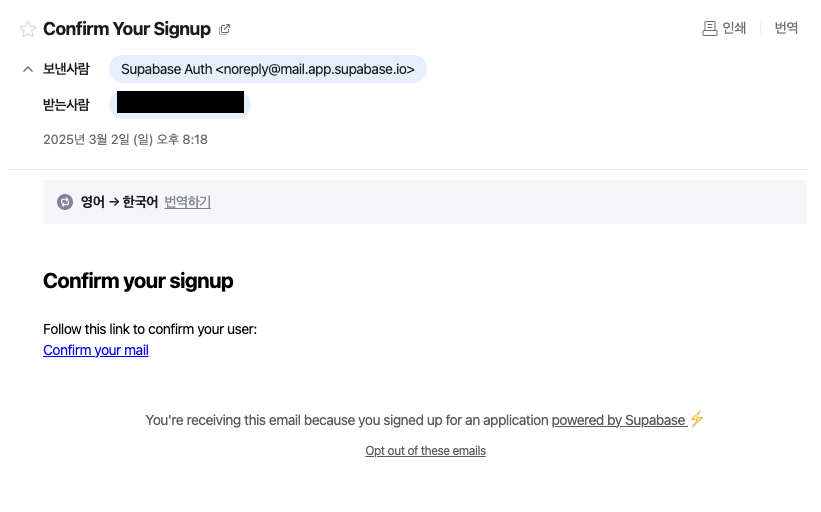 Confirm Your Signup
인쇄
번역
보낸사람 Supabase Auth <noreply@mail.app.supabase.io>
받는사람
2025년 3월 2일 (일) 오후 8:18
영어 → 한국어 번역하기
Confirm your signup
Follow this link to confirm your user:
Confirm your mail
You're receiving this email because you signed up for an application powered by Supabase ⚡
Opt out of these emails